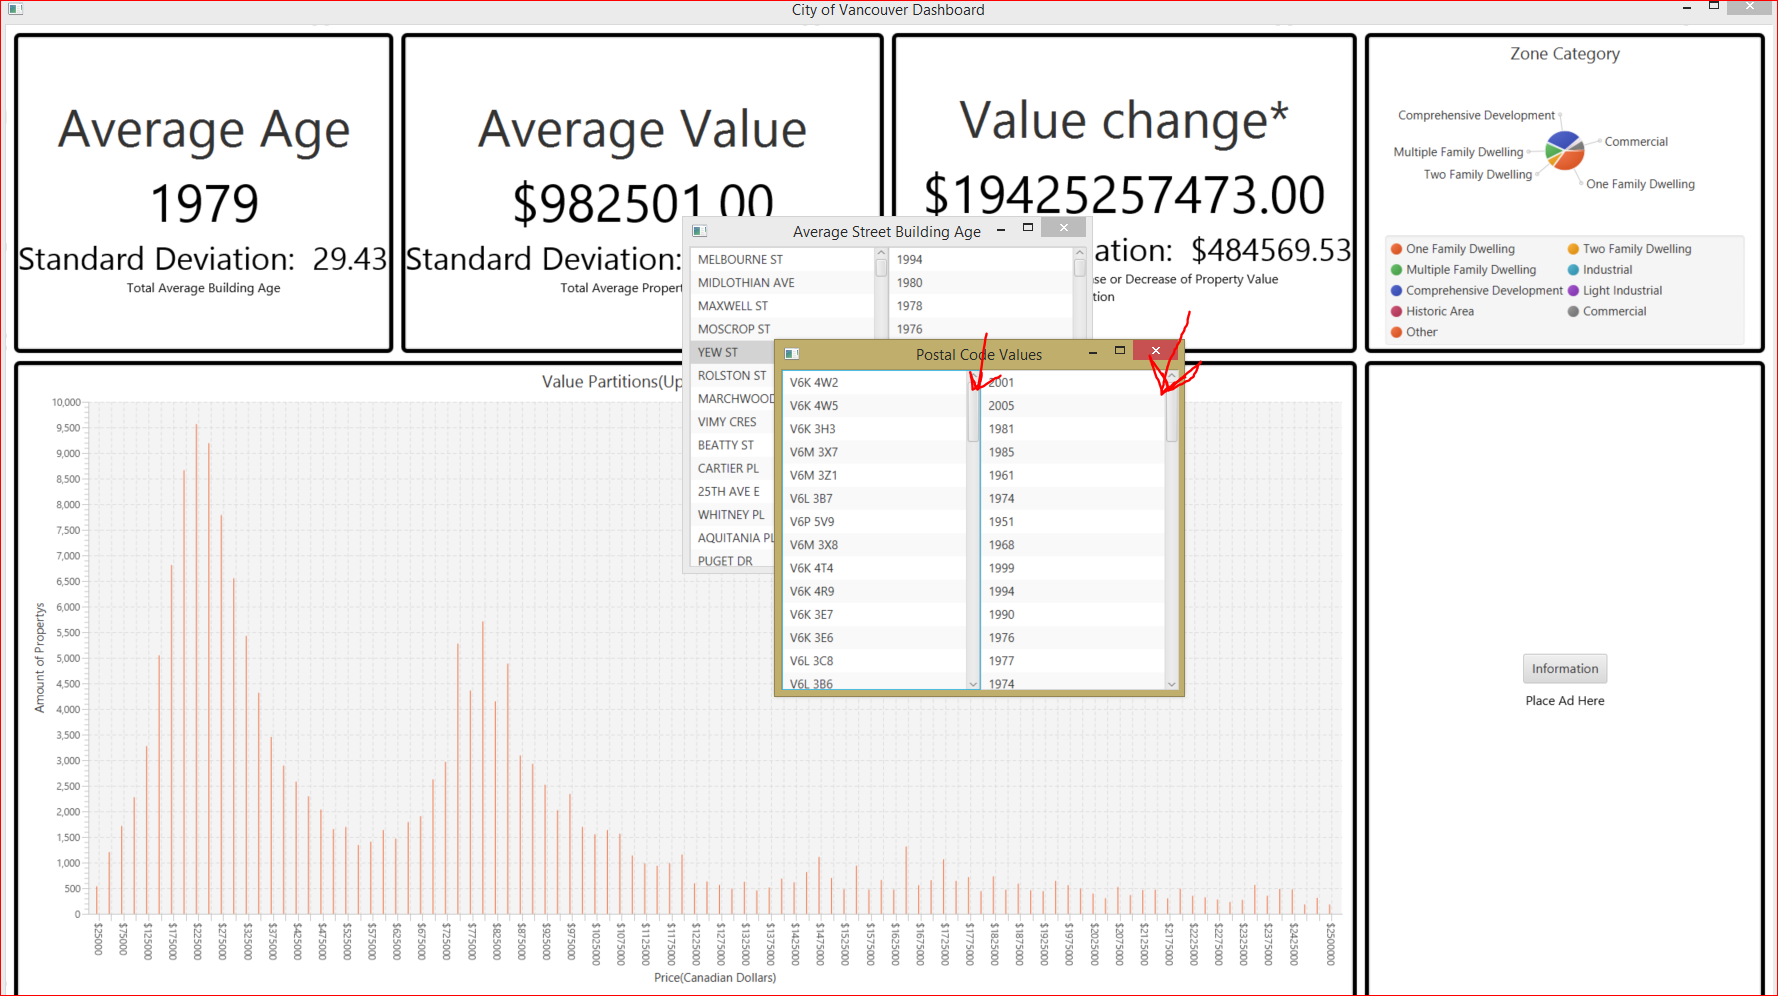 City of Vancouver Dashboard
Average Age
1979
Standard Deviation: 29.43
Total Average Building Age
Average Value
$982501.00
Standard Deviation:
Total Average Propert
Value change*
$19425257473.00
ation: $484569.53
se or Decrease of Property Value
tion
Zone Category
Comprehensive Development
Commercial
Multiple Family Dwelling
Two Family Dwelling
One Family Dwelling
One Family Dwelling
Two Family Dwelling
Multiple Family Dwelling
Industrial
Comprehensive Development
Light Industrial
Historic Area
Commercial
Other
Average Street Building Age
MELBOURNE ST 1994
MIDLOTHIAN AVE 1980
MAXWELL ST 1978
MOSCROP ST 1976
YEW ST
ROLSTON ST
MARCHWOOD
VIMY CRES
BEATTY ST
CARTIER PL
25TH AVE E
WHITNEY PL
AQUITANIA PL
PUGET DR
Postal Code Values
V6K 4W2 2001
V6K 4W5 2005
V6K 3H3 1981
V6M 3X7 1985
V6M 3Z1 1961
V6L 3B7 1974
V6P 5V9 1951
V6M 3X8 1968
V6K 4T4 1999
V6K 4R9 1994
V6K 3E7 1990
V6K 3E6 1976
V6L 3C8 1977
V6L 3B6 1974
Value Partitions(Up
Amount of Propertys
10,000
9,500
9,000
8,500
8,000
7,500
7,000
6,500
6,000
5,500
5,000
4,500
4,000
3,500
3,000
2,500
2,000
1,500
1,000
500
0
$25000
$75000
$125000
$175000
$225000
$275000
$325000
$375000
$425000
$475000
$525000
$575000
$625000
$675000
$725000
$775000
$825000
$875000
$925000
$975000
$1025000
$1075000
$1125000
$1175000
$1225000
$1275000
$1325000
$1375000
$1425000
$1475000
$1525000
$1575000
$1625000
$1675000
$1725000
$1775000
$1825000
$1875000
$1925000
$1975000
$2025000
$2075000
$2125000
$2175000
$2225000
$2275000
$2325000
$2375000
$2425000
Price(Canadian Dollars)
Information
Place Ad Here